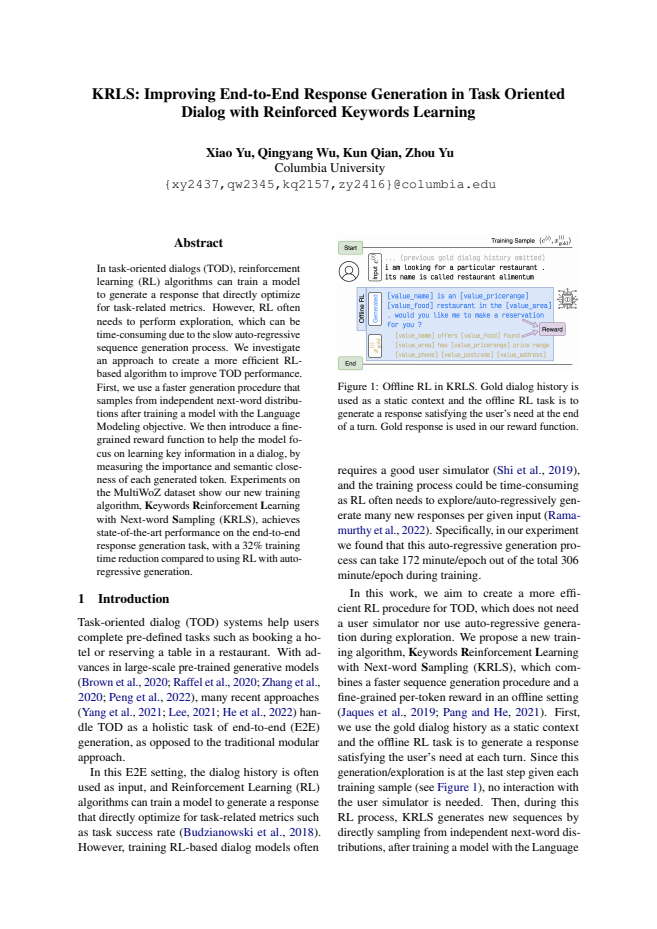 KRLS: Improving End-to-End Response Generation in Task Oriented
Dialog with Reinforced Keywords Learning
Xiao Yu, Qingyang Wu, Kun Qian, Zhou Yu
Columbia University
{xy2437,qw2345,kq2157,zy2416}@columbia.edu
Abstract
In task-oriented dialogs (TOD), reinforcement
learning (RL) algorithms can train a model
to generate a response that directly optimize
for task-related metrics. However, RL often
needs to perform exploration, which can be
time-consuming due to the slow auto-regressive
sequence generation process. We investigate
an approach to create a more efficient RL-
based algorithm to improve TOD performance.
First, we use a faster generation procedure that
samples from independent next-word distribu-
tions after training a model with the Language
Modeling objective. We then introduce a fine-
grained reward function to help the model fo-
cus on learning key information in a dialog, by
measuring the importance and semantic close-
ness of each generated token. Experiments on
the MultiWoZ dataset show our new training
algorithm, Keywords Reinforcement Learning
with Next-word Sampling (KRLS), achieves
state-of-the-art performance on the end-to-end
response generation task, with a 32% training
time reduction compared to using RL with auto-
regressive generation.
1 Introduction
Task-oriented dialog (TOD) systems help users
complete pre-defined tasks such as booking a ho-
tel or reserving a table in a restaurant. With ad-
vances in large-scale pre-trained generative models
(Brown et al., 2020; Raffel et al., 2020; Zhang et al.,
2020; Peng et al., 2022), many recent approaches
(Yang et al., 2021; Lee, 2021; He et al., 2022) han-
dle TOD as a holistic task of end-to-end (E2E)
generation, as opposed to the traditional modular
approach.
In this E2E setting, the dialog history is often
used as input, and Reinforcement Learning (RL)
algorithms can train a model to generate a response
that directly optimize for task-related metrics such
as task success rate (Budzianowski et al., 2018).
However, training RL-based dialog models often
Training Sample (c^(i), x_gold^(i))
Start
Input c^(i)
... (previous gold dialog history omitted)
i am looking for a particular restaurant .
its name is called restaurant alimentum
Offline RL
Generated
[value_name] is an [value_pricerange]
[value_food] restaurant in the [value_area]
. would you like me to make a reservation
for you ?
Reward
x_gold^(i)
[value_name] offers [value_food] found
[value_area] has [value_pricerange] price range
[value_phone] [value_postcode] [value_address]
End
Figure 1: Offline RL in KRLS. Gold dialog history is
used as a static context and the offline RL task is to
generate a response satisfying the user's need at the end
of a turn. Gold response is used in our reward function.
requires a good user simulator (Shi et al., 2019),
and the training process could be time-consuming
as RL often needs to explore/auto-regressively gen-
erate many new responses per given input (Rama-
murthy et al., 2022). Specifically, in our experiment
we found that this auto-regressive generation pro-
cess can take 172 minute/epoch out of the total 306
minute/epoch during training.
In this work, we aim to create a more effi-
cient RL procedure for TOD, which does not need
a user simulator nor use auto-regressive genera-
tion during exploration. We propose a new train-
ing algorithm, Keywords Reinforcement Learning
with Next-word Sampling (KRLS), which com-
bines a faster sequence generation procedure and a
fine-grained per-token reward in an offline setting
(Jaques et al., 2019; Pang and He, 2021). First,
we use the gold dialog history as a static context
and the offline RL task is to generate a response
satisfying the user's need at each turn. Since this
generation/exploration is at the last step given each
training sample (see Figure 1), no interaction with
the user simulator is needed. Then, during this
RL process, KRLS generates new sequences by
directly sampling from independent next-word dis-
tributions, after training a model with the Language